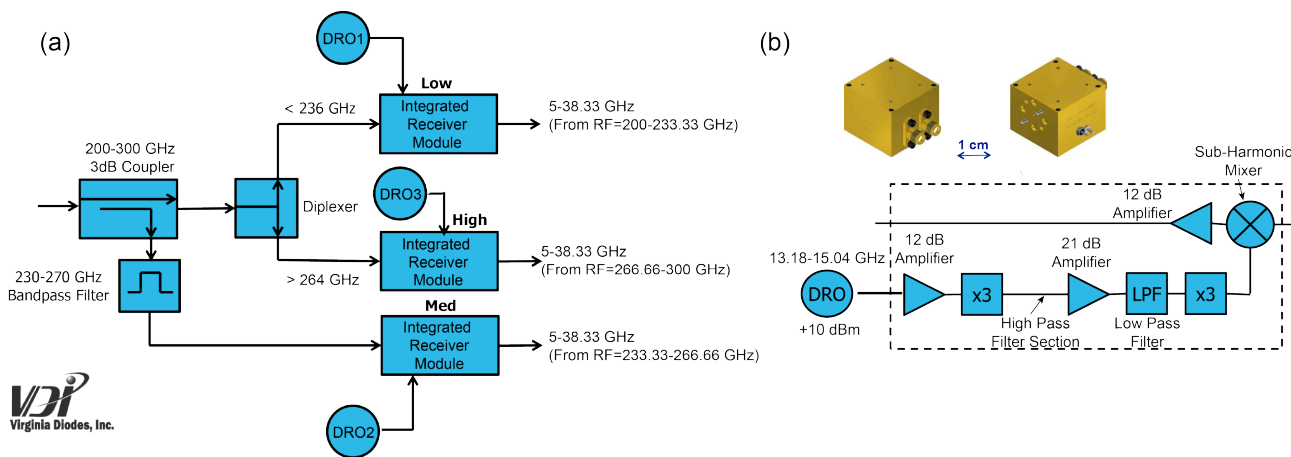 (a)
DRO1
Low
< 236 GHz
Integrated
Receiver
Module
5-38.33 GHz
(From RF=200-233.33 GHz)
200-300 GHz
3dB Coupler
Diplexer
DRO3
High
Integrated
Receiver
Module
5-38.33 GHz
(From RF=266.66-300 GHz)
> 264 GHz
230-270 GHz
Bandpass Filter
Med
Integrated
Receiver
Module
5-38.33 GHz
(From RF=233.33-266.66 GHz)
DRO2
VDI
Virginia Diodes, Inc.
(b)
1 cm
Sub-Harmonic
Mixer
12 dB
Amplifier
12 dB
Amplifier
21 dB
Amplifier
13.18-15.04 GHz
DRO
+10 dBm
x3
High Pass
Filter Section
LPF
Low Pass
Filter
x3